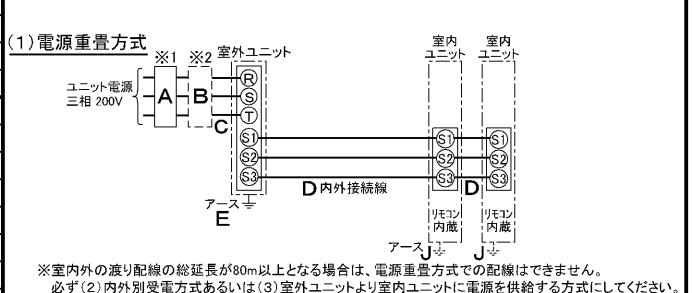 (1)電源重畳方式
※1 ※2 室外ユニット
室内
ユニット
室内
ユニット
ユニット電源
三相 200V
A
B
C
R
S
T
S1
S2
S3
S1
S2
S3
S1
S2
S3
D 内外接続線
D
アース
E
リモコン
内蔵
リモコン
内蔵
アース J
J
※室内外の渡り配線の総延長が80m以上となる場合は、電源重畳方式での配線はできません。
必ず(2)内外別受電方式あるいは(3)室外ユニットより室内ユニットに電源を供給する方式にしてください。